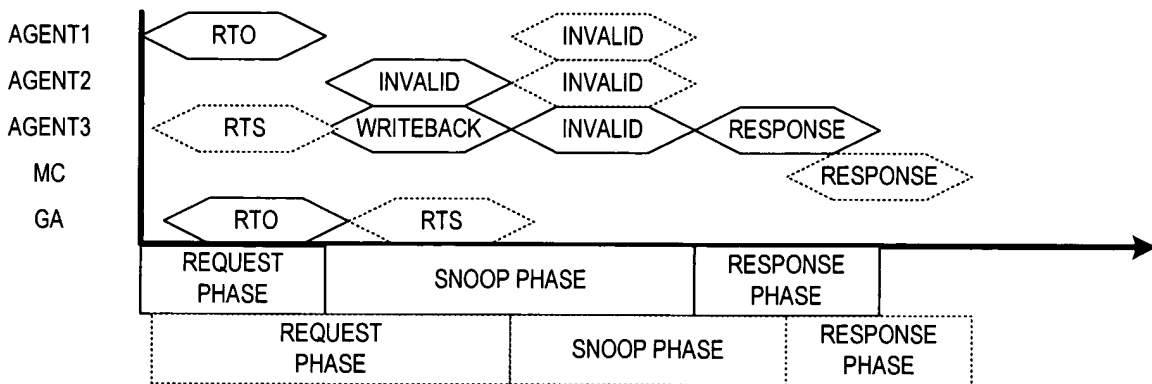 AGENT1 RTO INVALID
AGENT2 INVALID INVALID
AGENT3 RTS WRITEBACK INVALID RESPONSE
MC RESPONSE
GA RTO RTS
REQUEST PHASE SNOOP PHASE RESPONSE PHASE
REQUEST PHASE SNOOP PHASE RESPONSE PHASE